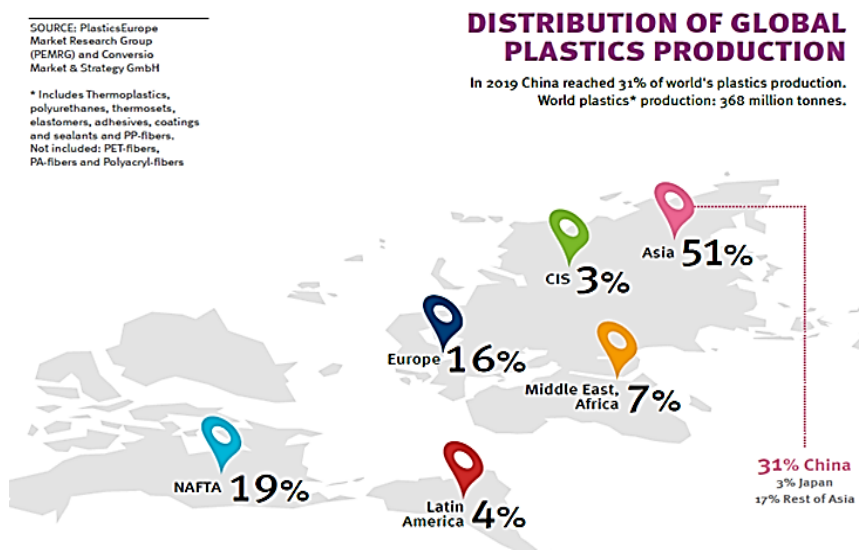 SOURCE: PlasticsEurope
Market Research Group
(PEMRG) and Conversio
Market & Strategy GmbH
* Includes Thermoplastics,
polyurethanes, thermosets,
elastomers, adhesives, coatings
and sealants and PP-fibers.
Not included: PET-fibers,
PA-fibers and Polyacryl-fibers
DISTRIBUTION OF GLOBAL
PLASTICS PRODUCTION
In 2019 China reached 31% of world's plastics production.
World plastics* production: 368 million tonnes.
Asia 51%
CIS 3%
Europe 16%
Middle East,
Africa 7%
NAFTA 19%
Latin
America 4%
31% China
3% Japan
17% Rest of Asia